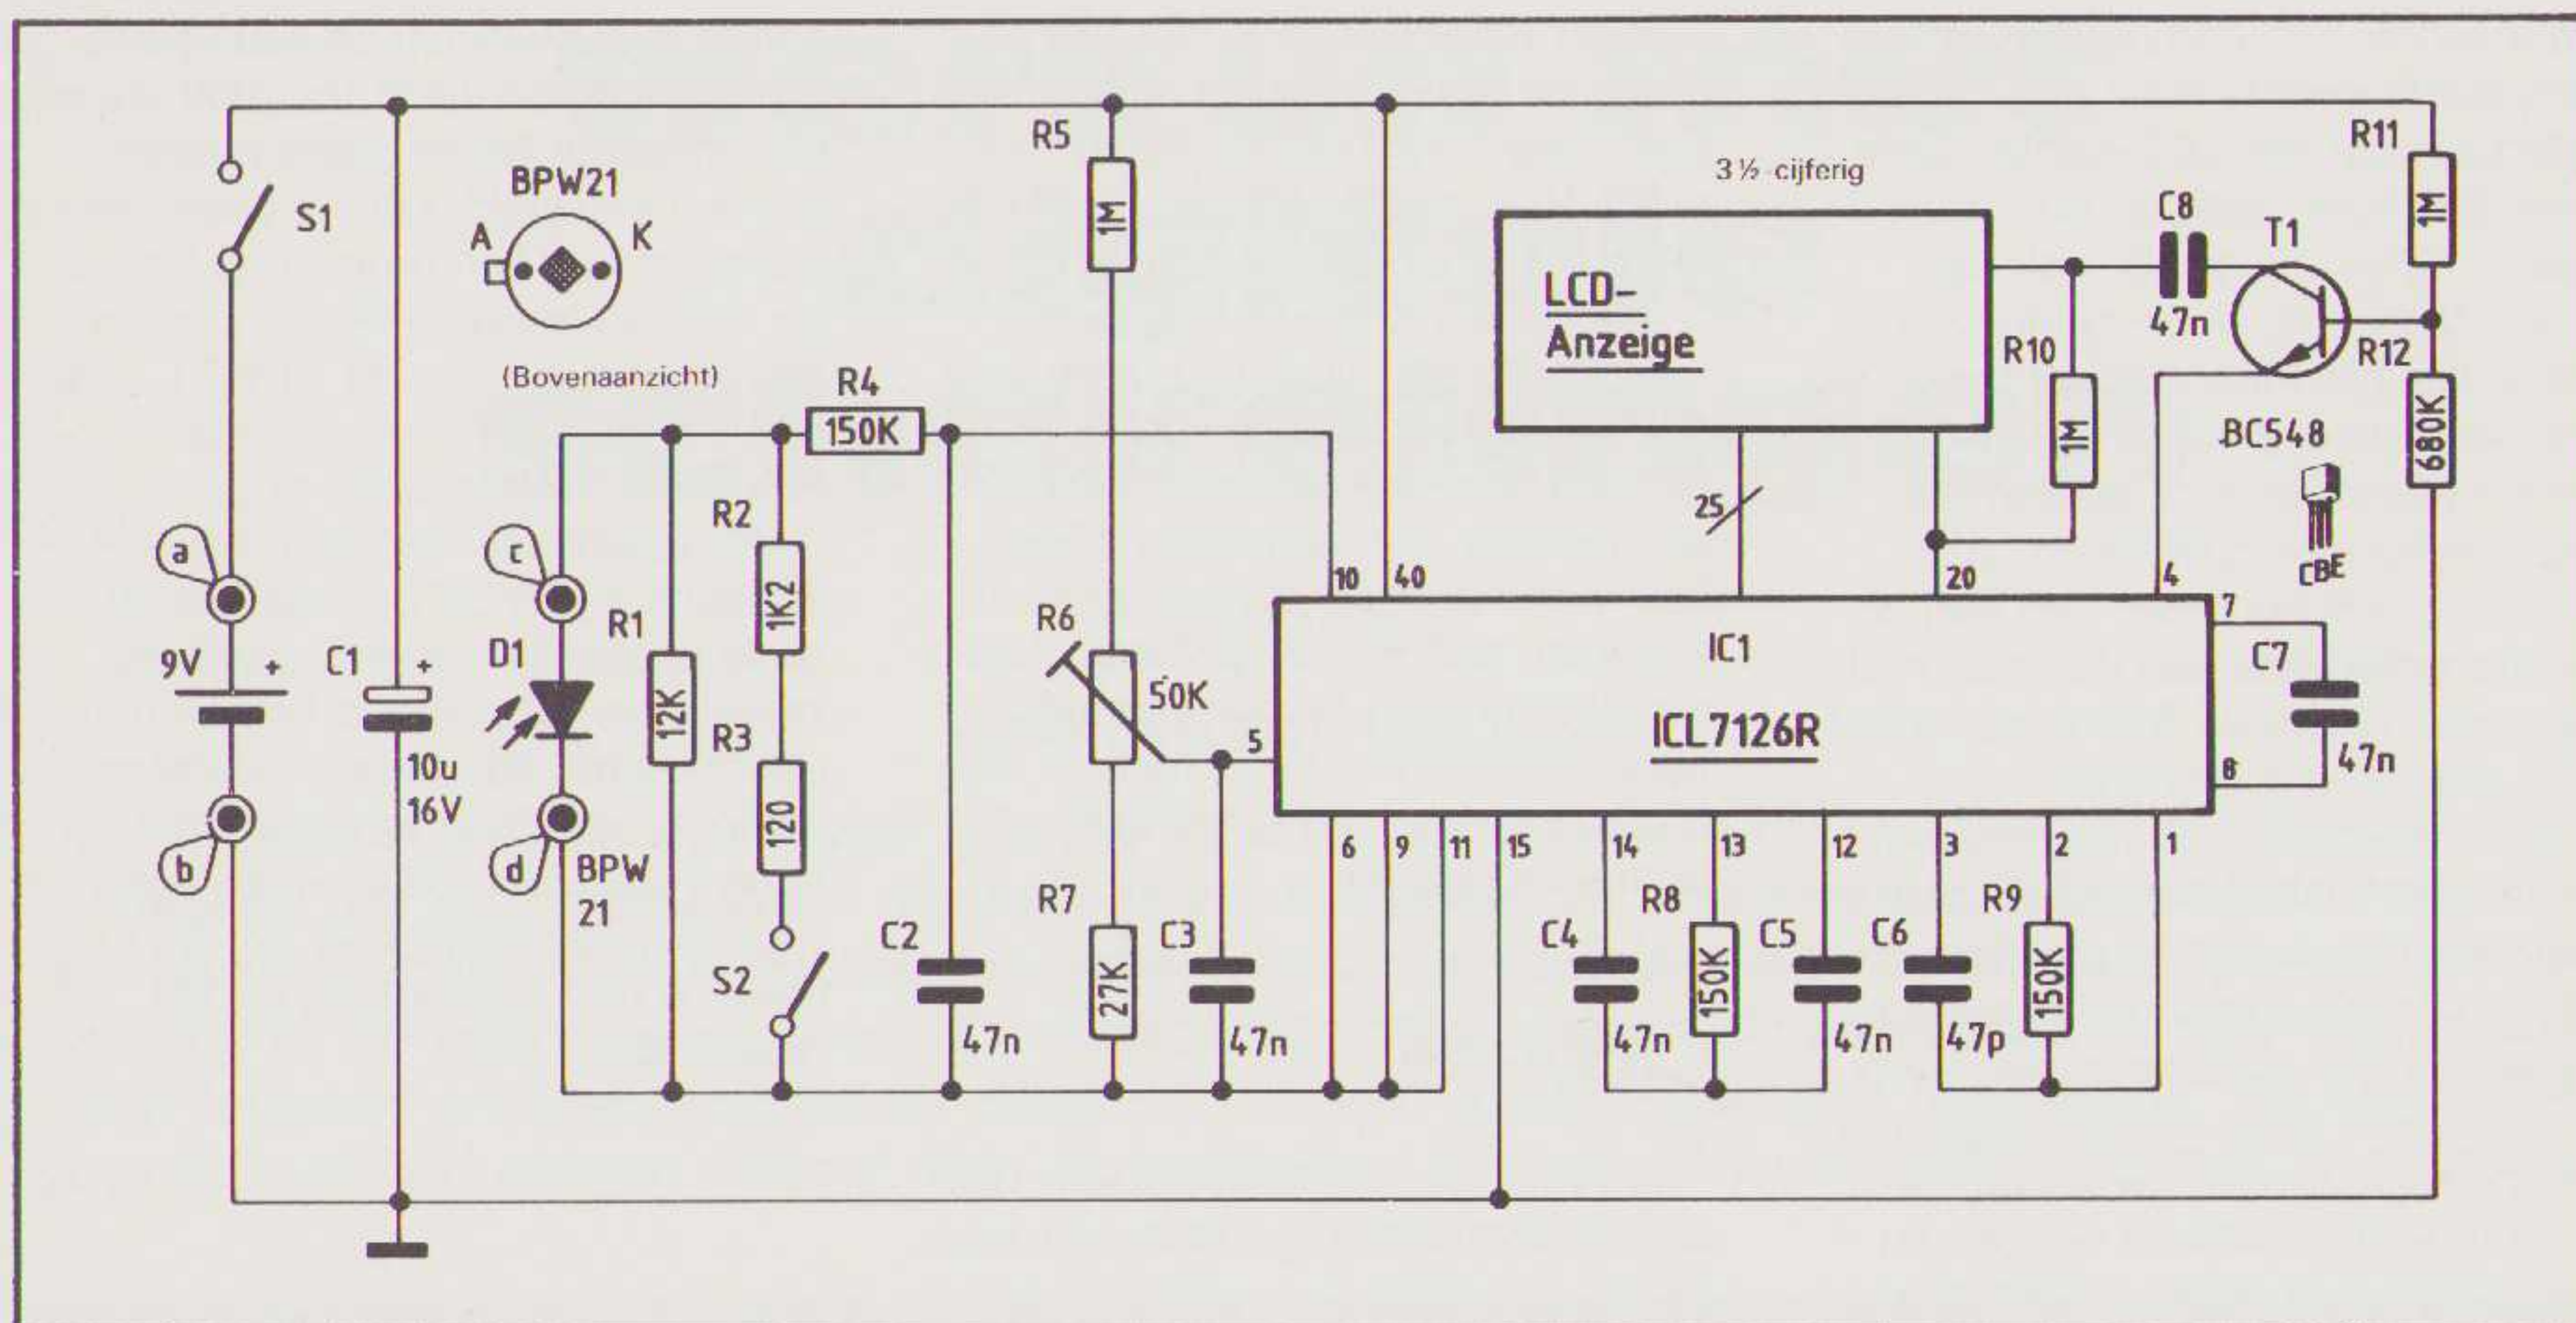 R5
1M
R11
1M
3½-cijferig
BPW21
A
K
S1
C8
47n
T1
LCD-
Anzeige
R10
1M
R12
680K
(Bovenaanzicht)
R4
150K
BC548
CBE
25
R2
1K2
a
c
10
40
20
4
7
R6
50K
R1
12K
IC1
ICL7126R
9V
+
C1
+
10u
16V
D1
R3
120
5
C7
47n
8
b
d
BPW
21
6
9
11
15
14
13
12
3
2
1
S2
C2
47n
R7
27K
C3
47n
C4
47n
R8
150K
C5
47n
C6
47p
R9
150K